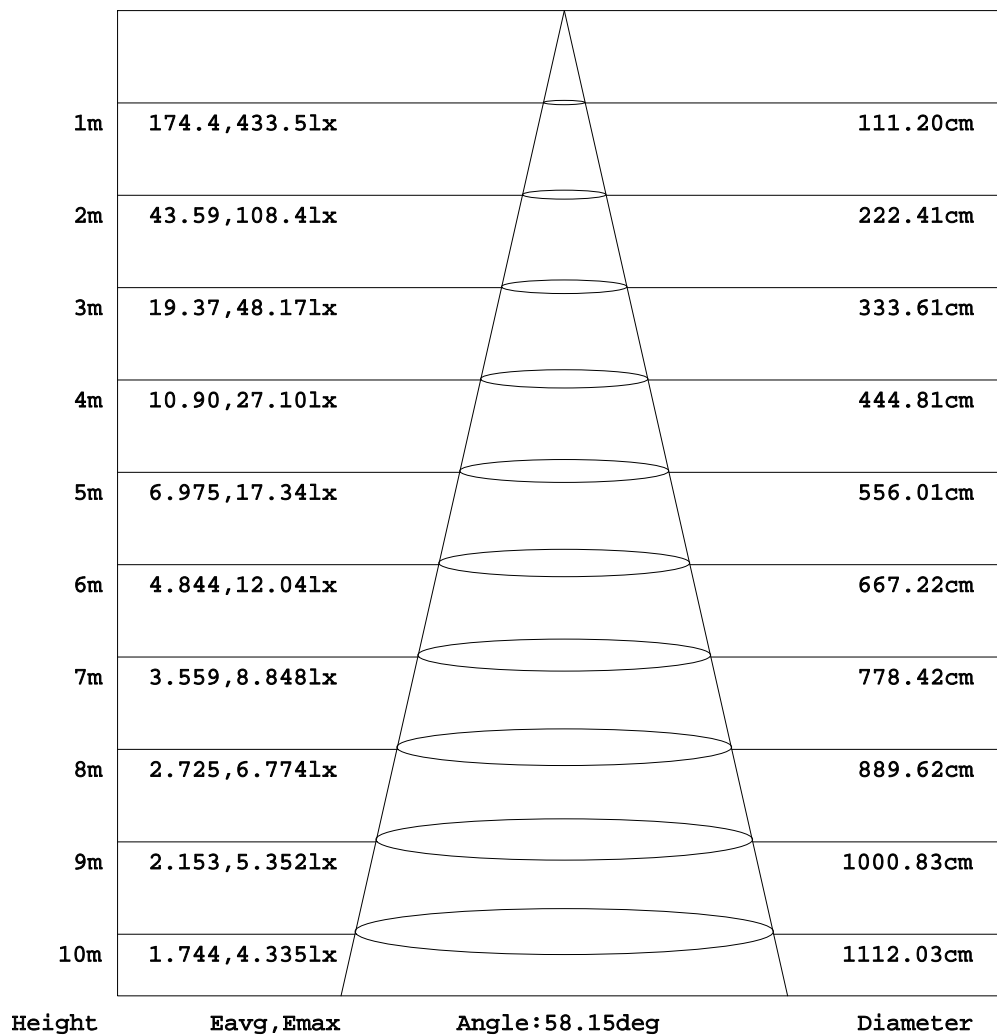 1m 174.4,433.5lx 111.20cm
2m 43.59,108.4lx 222.41cm
3m 19.37,48.17lx 333.61cm
4m 10.90,27.10lx 444.81cm
5m 6.975,17.34lx 556.01cm
6m 4.844,12.04lx 667.22cm
7m 3.559,8.848lx 778.42cm
8m 2.725,6.774lx 889.62cm
9m 2.153,5.352lx 1000.83cm
10m 1.744,4.335lx 1112.03cm
Height Eavg,Emax Angle:58.15deg Diameter